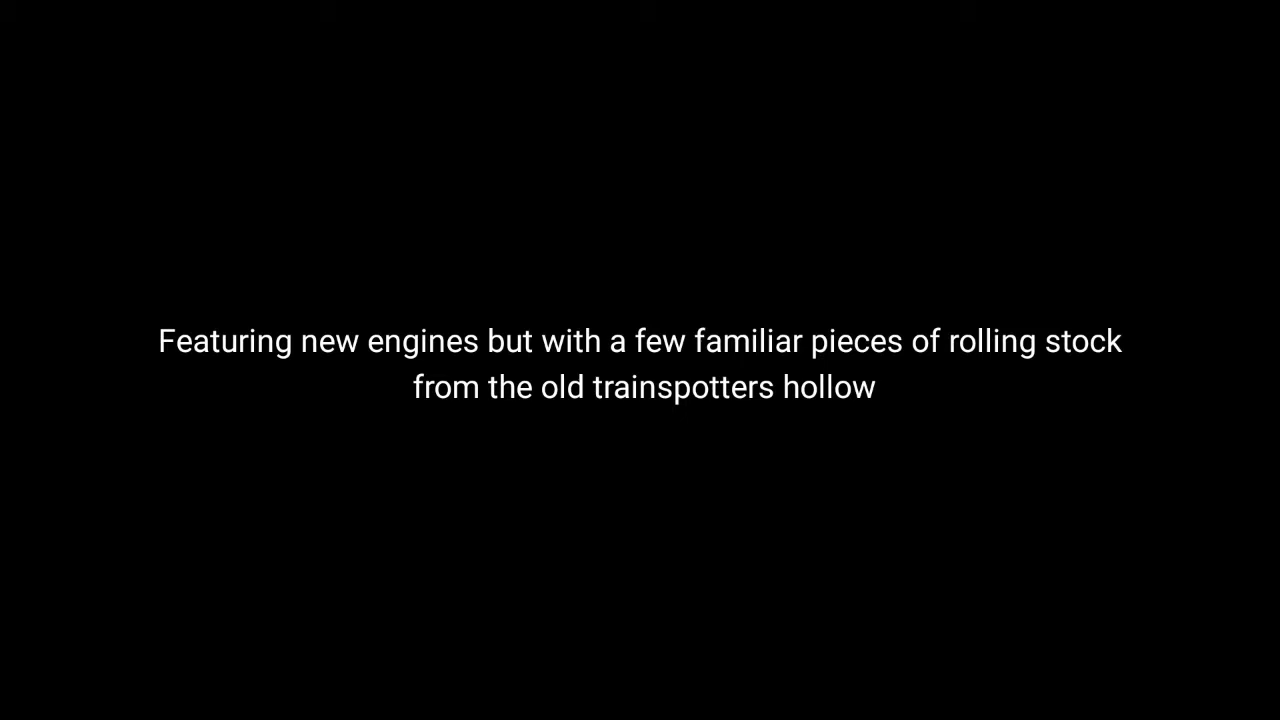 Featuring new engines but with a few familiar pieces of rolling stock
from the old trainspotters hollow